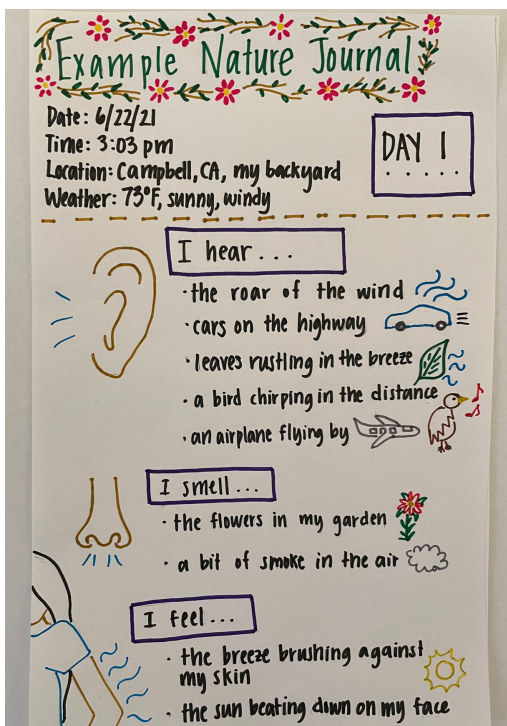 Example Nature Journal
Date: 6/22/21
Time: 3:03 pm
Location: Campbell, CA, my backyard
Weather: 73°F, sunny, windy
DAY 1
I hear...
· the roar of the wind
· cars on the highway
· leaves rustling in the breeze
· a bird chirping in the distance
· an airplane flying by
I smell...
· the flowers in my garden
· a bit of smoke in the air
I feel...
· the breeze brushing against
my skin
· the sun beating down on my face